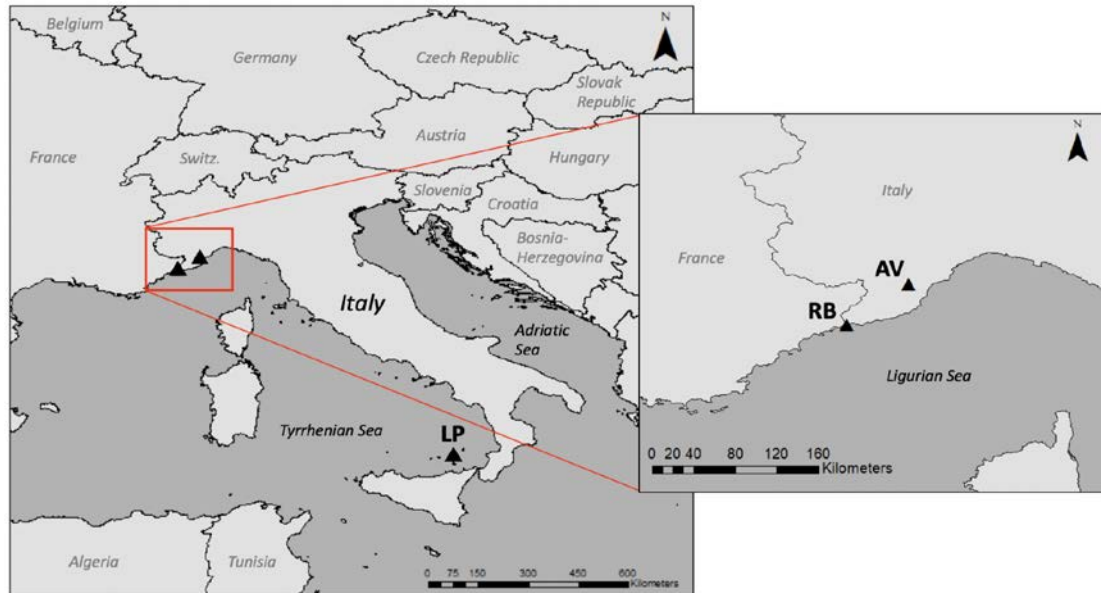 Belgium
N
Germany
Czech Republic
Slovak
Republic
Austria
France
Switz.
Hungary
Slovenia
Croatia
Bosnia-
Herzegovina
Italy
Adriatic
Sea
Tyrrhenian Sea
LP
Algeria
Tunisia
0 75 150 300 450 600
Kilometers
N
Italy
France
AV
RB
Ligurian Sea
0 20 40 80 120 160
Kilometers